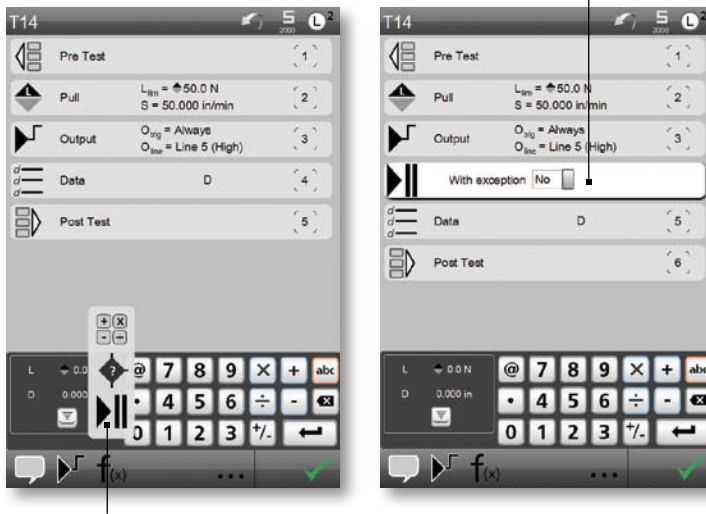 T14
S
2000
L2
Pre Test
1
Pull
Llim = 50.0 N
S = 50.000 in/min
2
Output
Otrig = Always
Oline = Line 5 (High)
3
d
d
d
Data
D
4
Post Test
5
+ x
- ÷
?
L
0.0
@ 7 8 9 × + abc
D
0.000
• 4 5 6 ÷ -
0 1 2 3 +/-
f(x)
...
T14
S
2000
L2
Pre Test
1
Pull
Llim = 50.0 N
S = 50.000 in/min
2
Output
Otrig = Always
Oline = Line 5 (High)
3
With exception No
d
d
d
Data
D
5
Post Test
6
L
0.0 N
@ 7 8 9 × + abc
D
0.000 in
• 4 5 6 ÷ -
0 1 2 3 +/-
f(x)
...